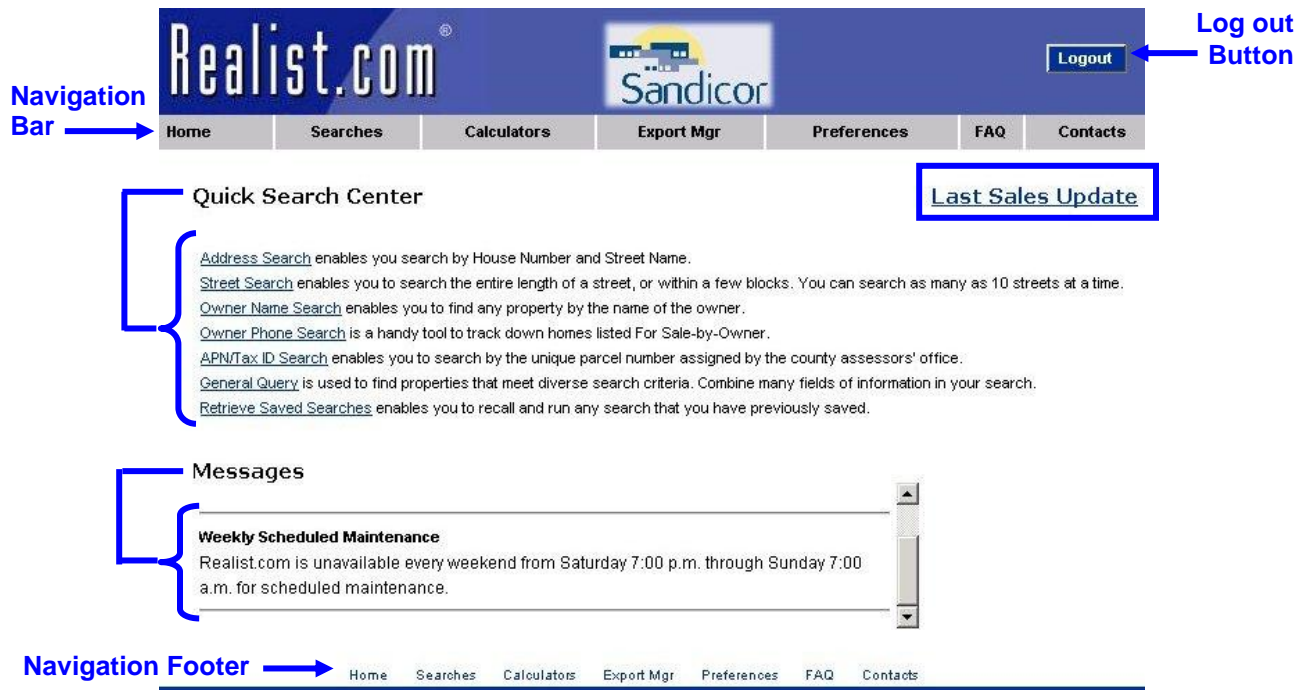 Realist.com®
Sandicor
Logout
Log out
Button
Navigation
Bar
Home Searches Calculators Export Mgr Preferences FAQ Contacts
Quick Search Center
Last Sales Update
Address Search enables you search by House Number and Street Name.
Street Search enables you to search the entire length of a street, or within a few blocks. You can search as many as 10 streets at a time.
Owner Name Search enables you to find any property by the name of the owner.
Owner Phone Search is a handy tool to track down homes listed For Sale-by-Owner.
APN/Tax ID Search enables you to search by the unique parcel number assigned by the county assessors' office.
General Query is used to find properties that meet diverse search criteria. Combine many fields of information in your search.
Retrieve Saved Searches enables you to recall and run any search that you have previously saved.
Messages
Weekly Scheduled Maintenance
Realist.com is unavailable every weekend from Saturday 7:00 p.m. through Sunday 7:00
a.m. for scheduled maintenance.
Navigation Footer
Home Searches Calculators Export Mgr Preferences FAQ Contacts